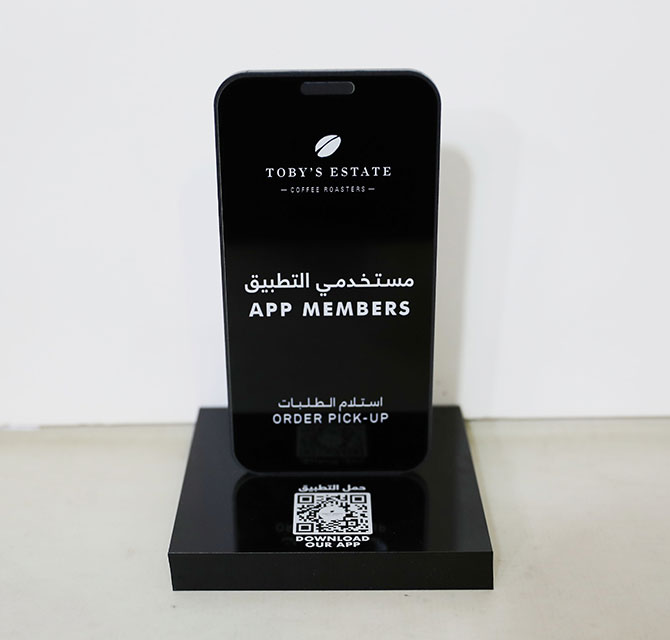 TOBY'S ESTATE
— COFFEE ROASTERS —
مستخدمي التطبيق
APP MEMBERS
استلام الطلبات
ORDER PICK-UP
حمل التطبيق
DOWNLOAD
OUR APP